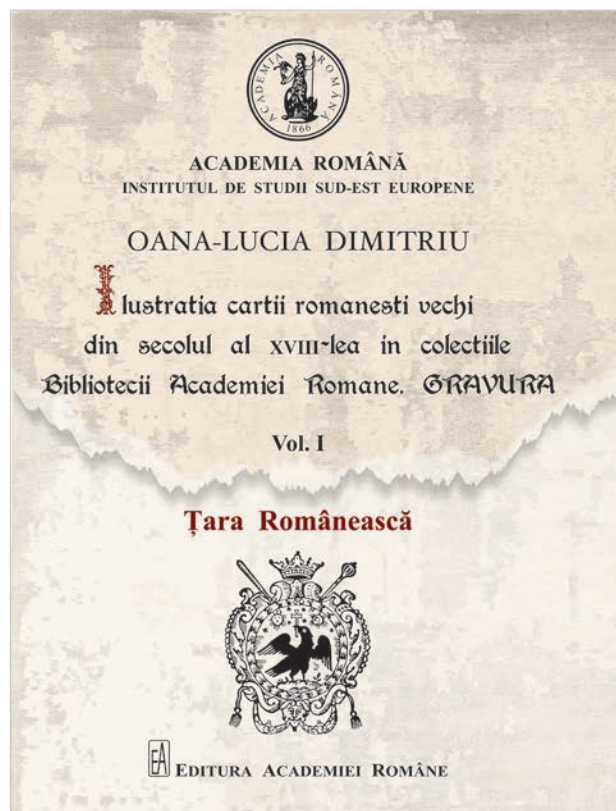 ACADEMIA ROMÂNĂ
1866
ACADEMIA ROMÂNĂ
INSTITUTUL DE STUDII SUD-EST EUROPENE
OANA-LUCIA DIMITRIU
Ilustratia cartii romanesti vechi
din secolul al XVIII-lea in colectiile
Bibliotecii Academiei Romane. GRAVURA
Vol. I
Țara Românească
EA EDITURA ACADEMIEI ROMÂNE